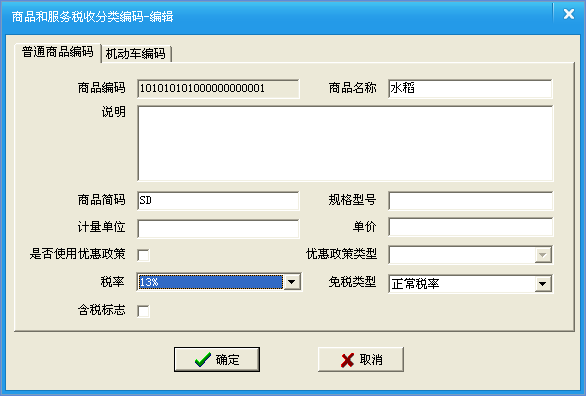 商品和服务税收分类编码-编辑
普通商品编码 机动车编码
商品编码 1010101010000000000001 商品名称 水稻
说明
商品简码 SD 规格型号
计量单位 单价
是否使用优惠政策 优惠政策类型
税率 13% 免税类型 正常税率
含税标志
确定 取消